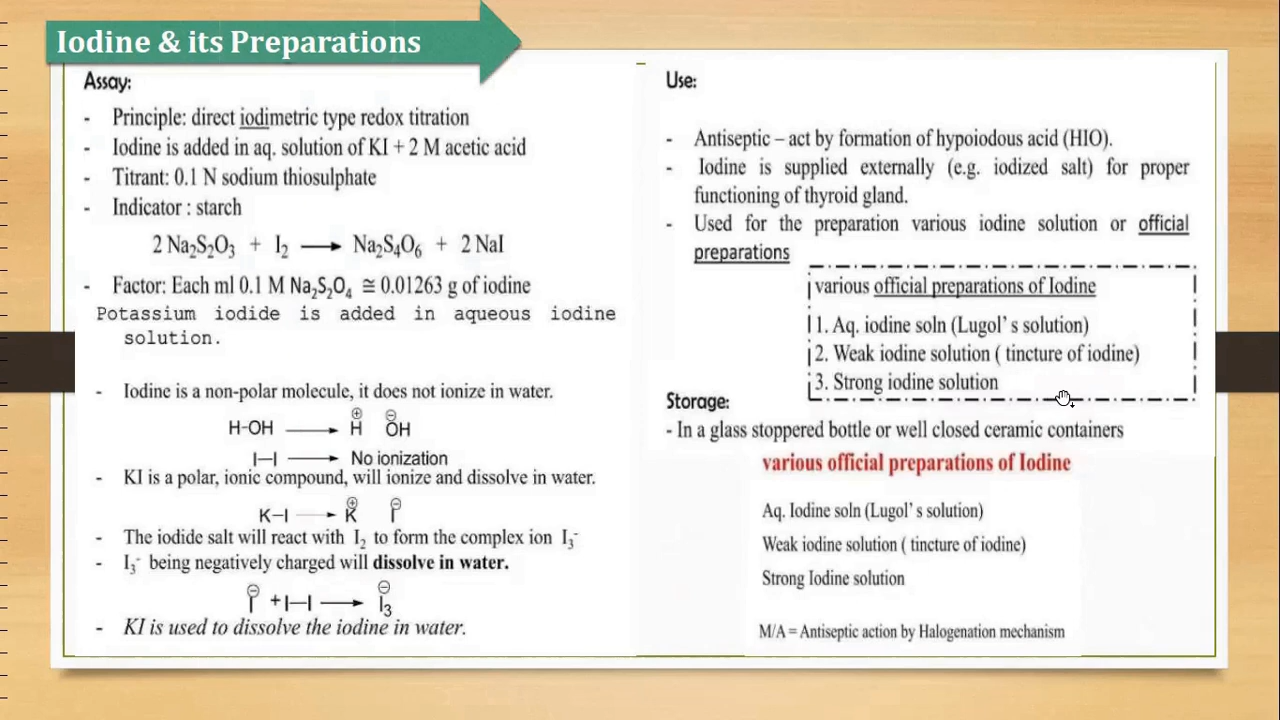 Iodine & its Preparations
Assay:
- Principle: direct iodimetric type redox titration
- Iodine is added in aq. solution of KI + 2 M acetic acid
- Titrant: 0.1 N sodium thiosulphate
- Indicator : starch
2 Na₂S₂O₃ + I₂ ⟶ Na₂S₄O₆ + 2 NaI
- Factor: Each ml 0.1 M Na₂S₂O₄ ≅ 0.01263 g of iodine
Potassium iodide is added in aqueous iodine
solution.
- Iodine is a non-polar molecule, it does not ionize in water.
H-OH ⟶ H⊕ ⊖OH
I–I ⟶ No ionization
- KI is a polar, ionic compound, will ionize and dissolve in water.
K–I ⟶ K⊕ I⊖
- The iodide salt will react with I₂ to form the complex ion I₃⁻
- I₃⁻ being negatively charged will dissolve in water.
I⊖ + I–I ⟶ I₃⊖
- KI is used to dissolve the iodine in water.
Use:
- Antiseptic – act by formation of hypoiodous acid (HIO).
- Iodine is supplied externally (e.g. iodized salt) for proper
functioning of thyroid gland.
- Used for the preparation various iodine solution or official
preparations
various official preparations of Iodine
1. Aq. iodine soln (Lugol's solution)
2. Weak iodine solution ( tincture of iodine)
3. Strong iodine solution
Storage:
- In a glass stoppered bottle or well closed ceramic containers
various official preparations of Iodine
Aq. Iodine soln (Lugol's solution)
Weak iodine solution ( tincture of iodine)
Strong Iodine solution
M/A = Antiseptic action by Halogenation mechanism